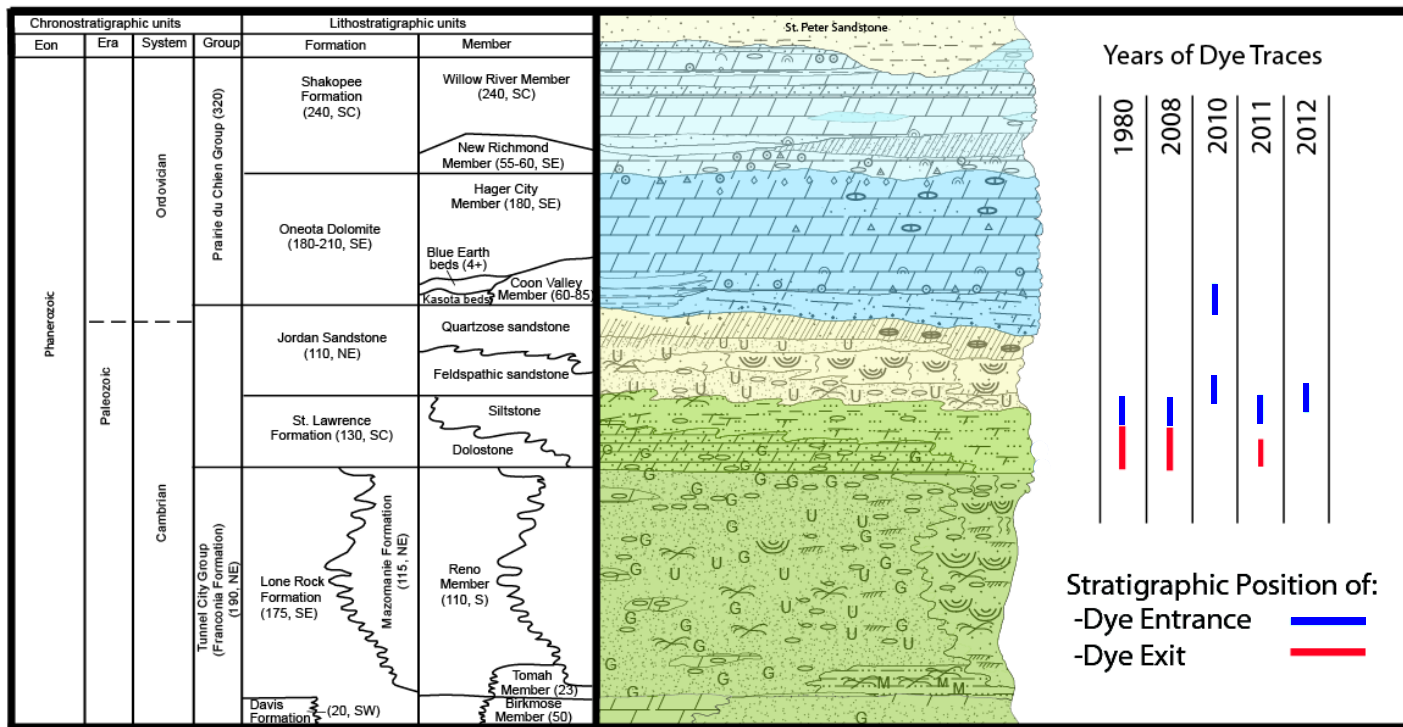 Chronostratigraphic units
Lithostratigraphic units
Eon
Era
System
Group
Formation
Member
Phanerozoic
Paleozoic
Ordovician
Cambrian
Prairie du Chien Group (320)
Tunnel City Group
(Franconia Formation)
(190, NE)
Shakopee
Formation
(240, SC)
Willow River Member
(240, SC)
New Richmond
Member (55-60, SE)
Oneota Dolomite
(180-210, SE)
Hager City
Member (180, SE)
Blue Earth
beds (4+)
Coon Valley
Member (60-85)
Kasota beds
Jordan Sandstone
(110, NE)
Quartzose sandstone
Feldspathic sandstone
St. Lawrence
Formation (130, SC)
Siltstone
Dolostone
Lone Rock
Formation
(175, SE)
Mazomanie Formation
(115, NE)
Reno
Member
(110, S)
Tomah
Member (23)
Davis
Formation
(20, SW)
Birkmose
Member (50)
St. Peter Sandstone
Years of Dye Traces
1980
2008
2010
2011
2012
Stratigraphic Position of:
-Dye Entrance
-Dye Exit